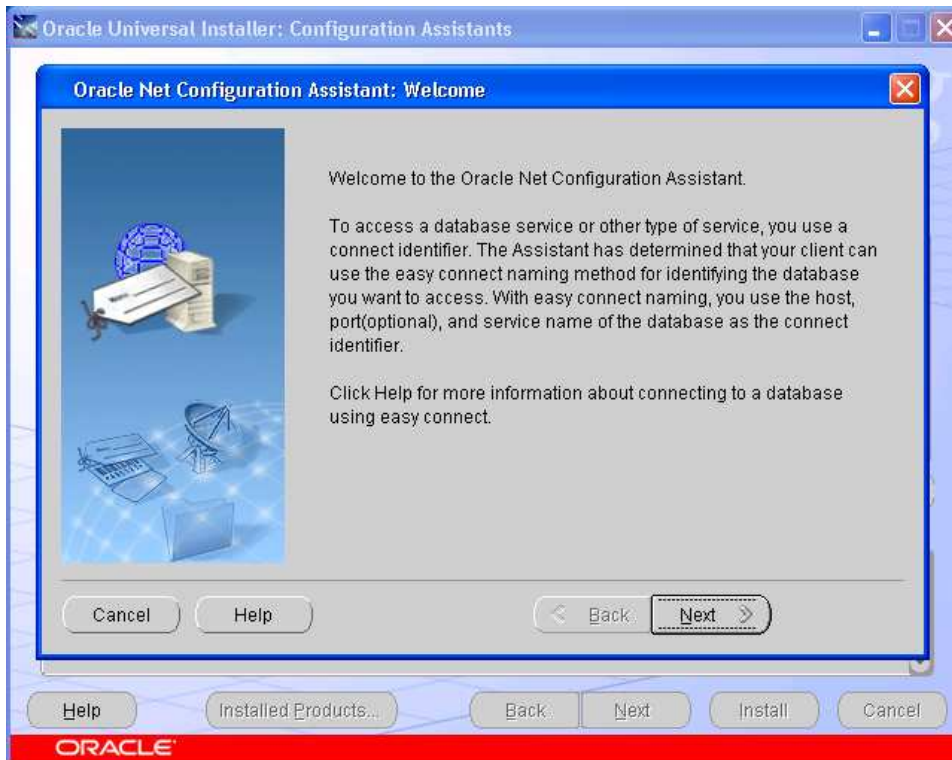 Oracle Universal Installer: Configuration Assistants
Oracle Net Configuration Assistant: Welcome
Welcome to the Oracle Net Configuration Assistant.
To access a database service or other type of service, you use a
connect identifier. The Assistant has determined that your client can
use the easy connect naming method for identifying the database
you want to access. With easy connect naming, you use the host,
port(optional), and service name of the database as the connect
identifier.
Click Help for more information about connecting to a database
using easy connect.
Cancel Help Back Next
Help Installed Products... Back Next Install Cancel
ORACLE